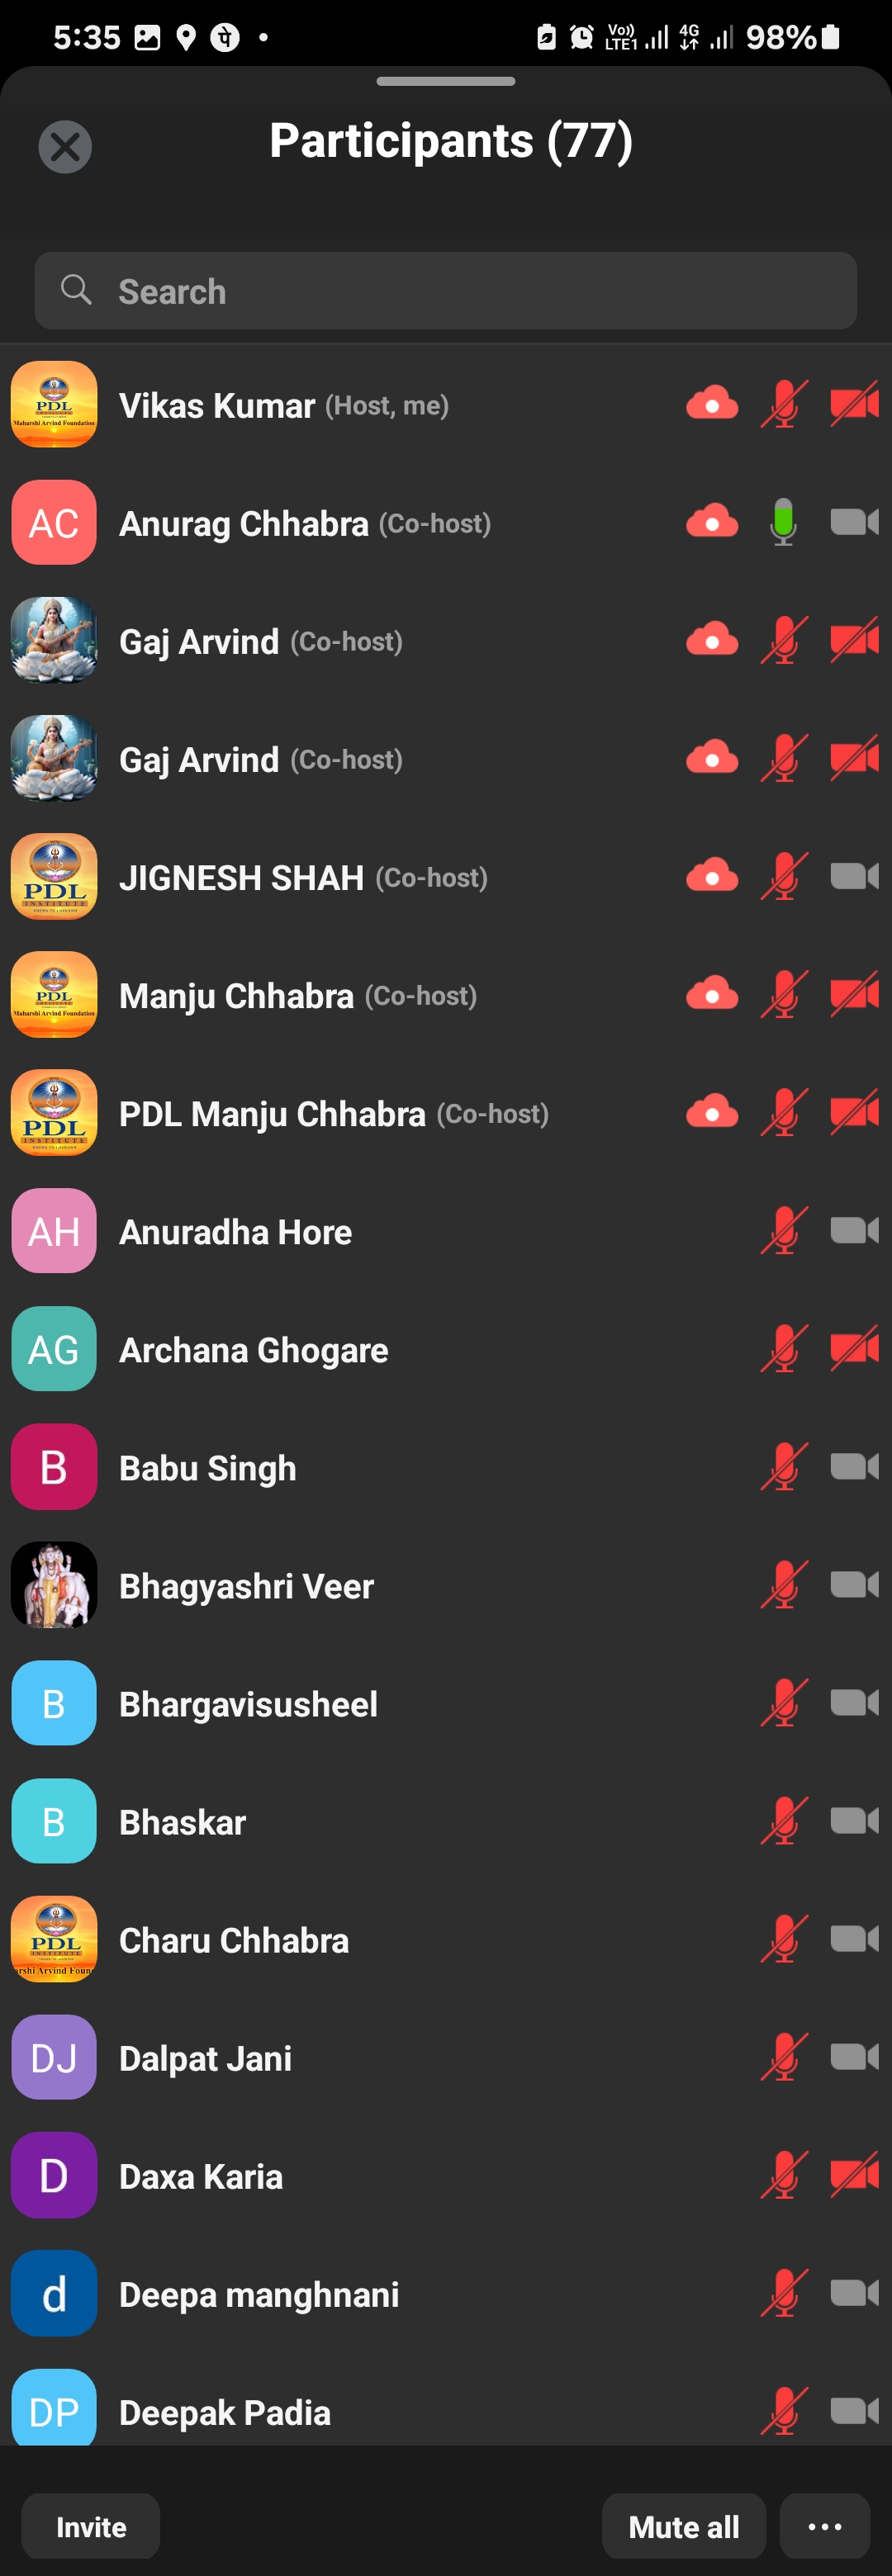 5:35 पे Vo)) LTE1 4G 98%
Participants (77)
Search
PDL
Maharshi Arvind Foundation
Vikas Kumar (Host, me)
AC Anurag Chhabra (Co-host)
Gaj Arvind (Co-host)
Gaj Arvind (Co-host)
PDL
INSTITUTE
JIGNESH SHAH (Co-host)
PDL
Maharshi Arvind Foundation
Manju Chhabra (Co-host)
PDL
INSTITUTE
PDL Manju Chhabra (Co-host)
AH Anuradha Hore
AG Archana Ghogare
B Babu Singh
Bhagyashri Veer
B Bhargavisusheel
B Bhaskar
PDL
INSTITUTE
arshi Arvind Foun
Charu Chhabra
DJ Dalpat Jani
D Daxa Karia
d Deepa manghnani
DP Deepak Padia
Invite Mute all